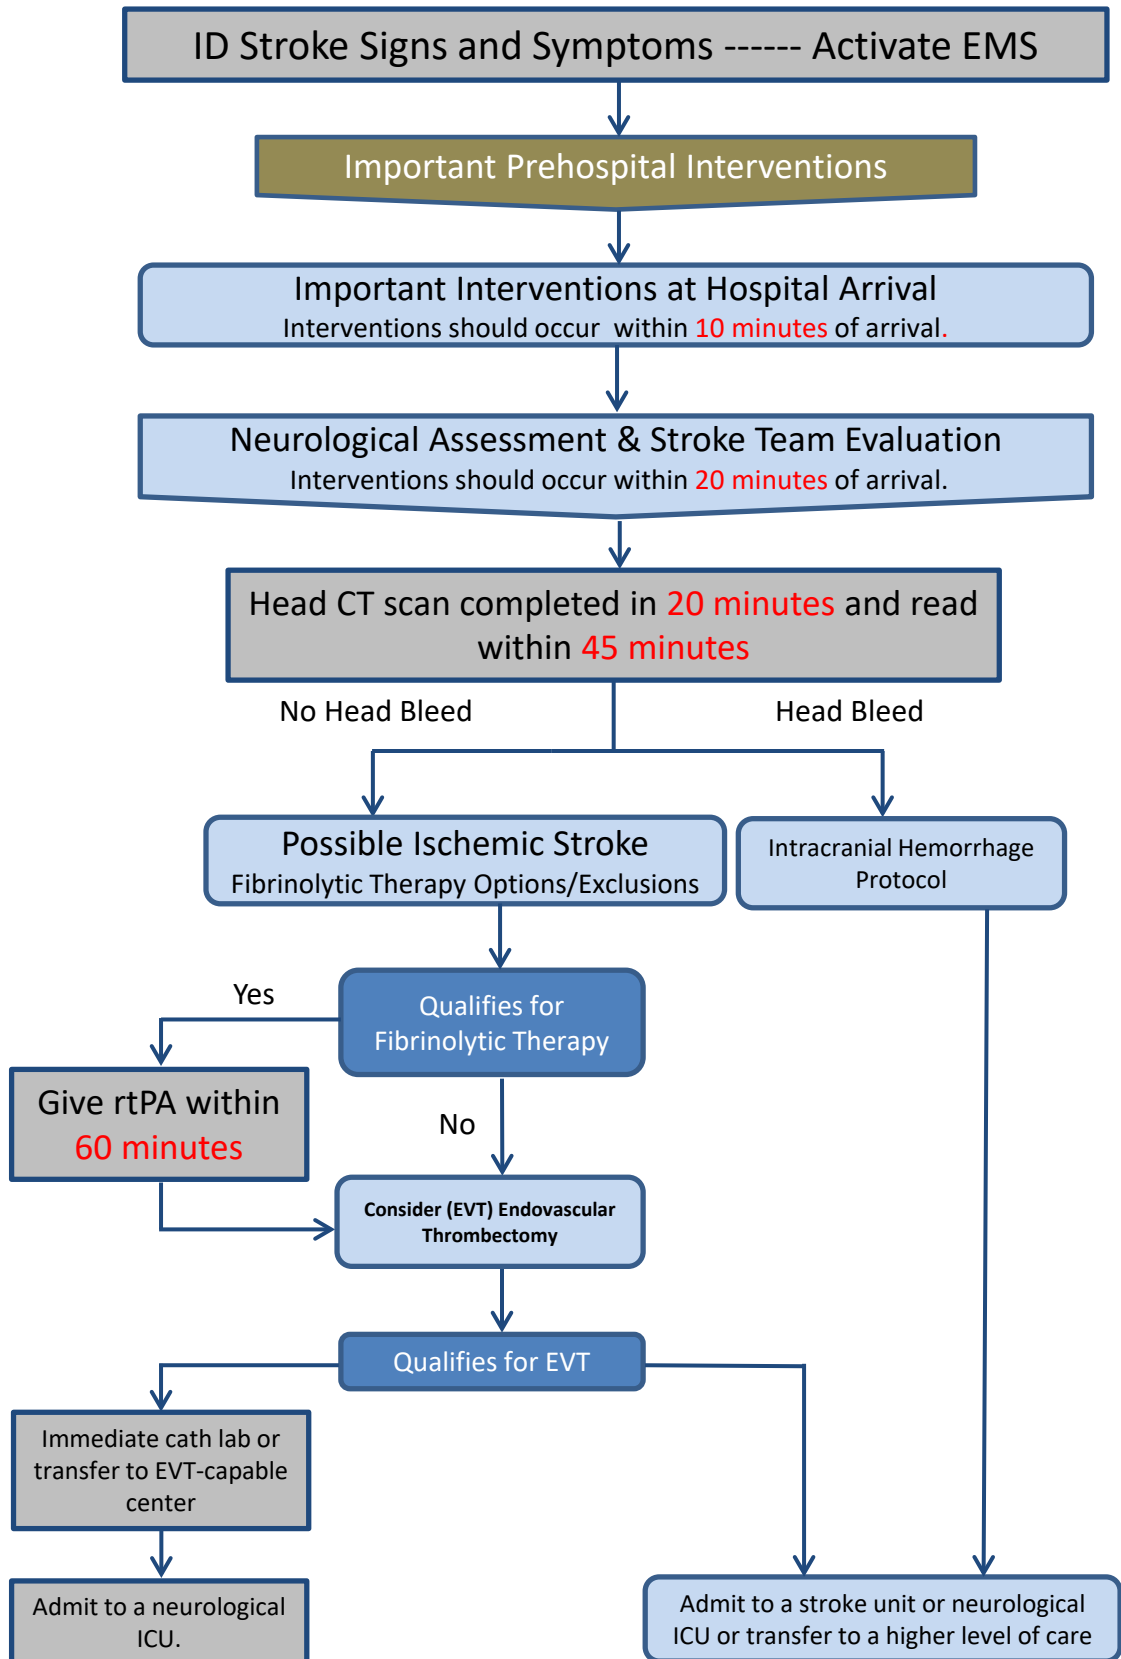 ID Stroke Signs and Symptoms ------ Activate EMS
Important Prehospital Interventions
Important Interventions at Hospital Arrival
Interventions should occur within 10 minutes of arrival.
Neurological Assessment & Stroke Team Evaluation
Interventions should occur within 20 minutes of arrival.
Head CT scan completed in 20 minutes and read
within 45 minutes
No Head Bleed
Head Bleed
Possible Ischemic Stroke
Fibrinolytic Therapy Options/Exclusions
Intracranial Hemorrhage
Protocol
Yes
Qualifies for
Fibrinolytic Therapy
Give rtPA within
60 minutes
No
Consider (EVT) Endovascular
Thrombectomy
Qualifies for EVT
Immediate cath lab or
transfer to EVT-capable
center
Admit to a neurological
ICU.
Admit to a stroke unit or neurological
ICU or transfer to a higher level of care